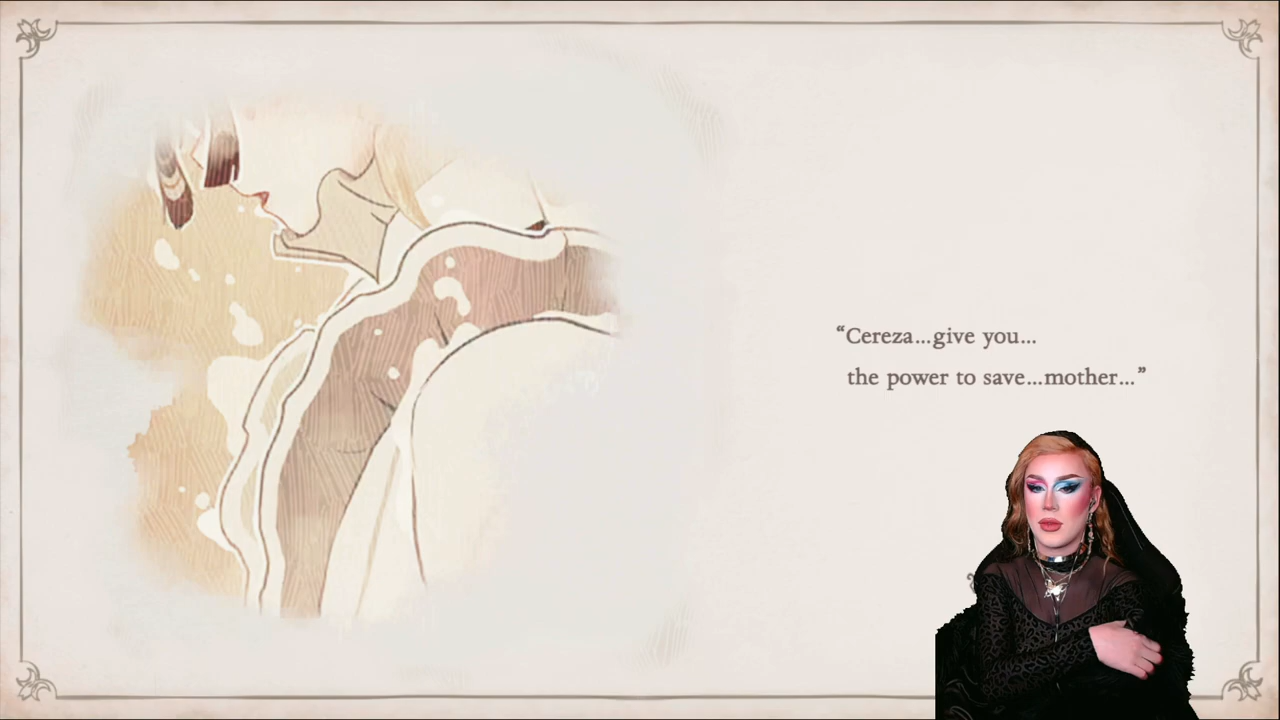 “Cereza...give you...
the power to save...mother...”